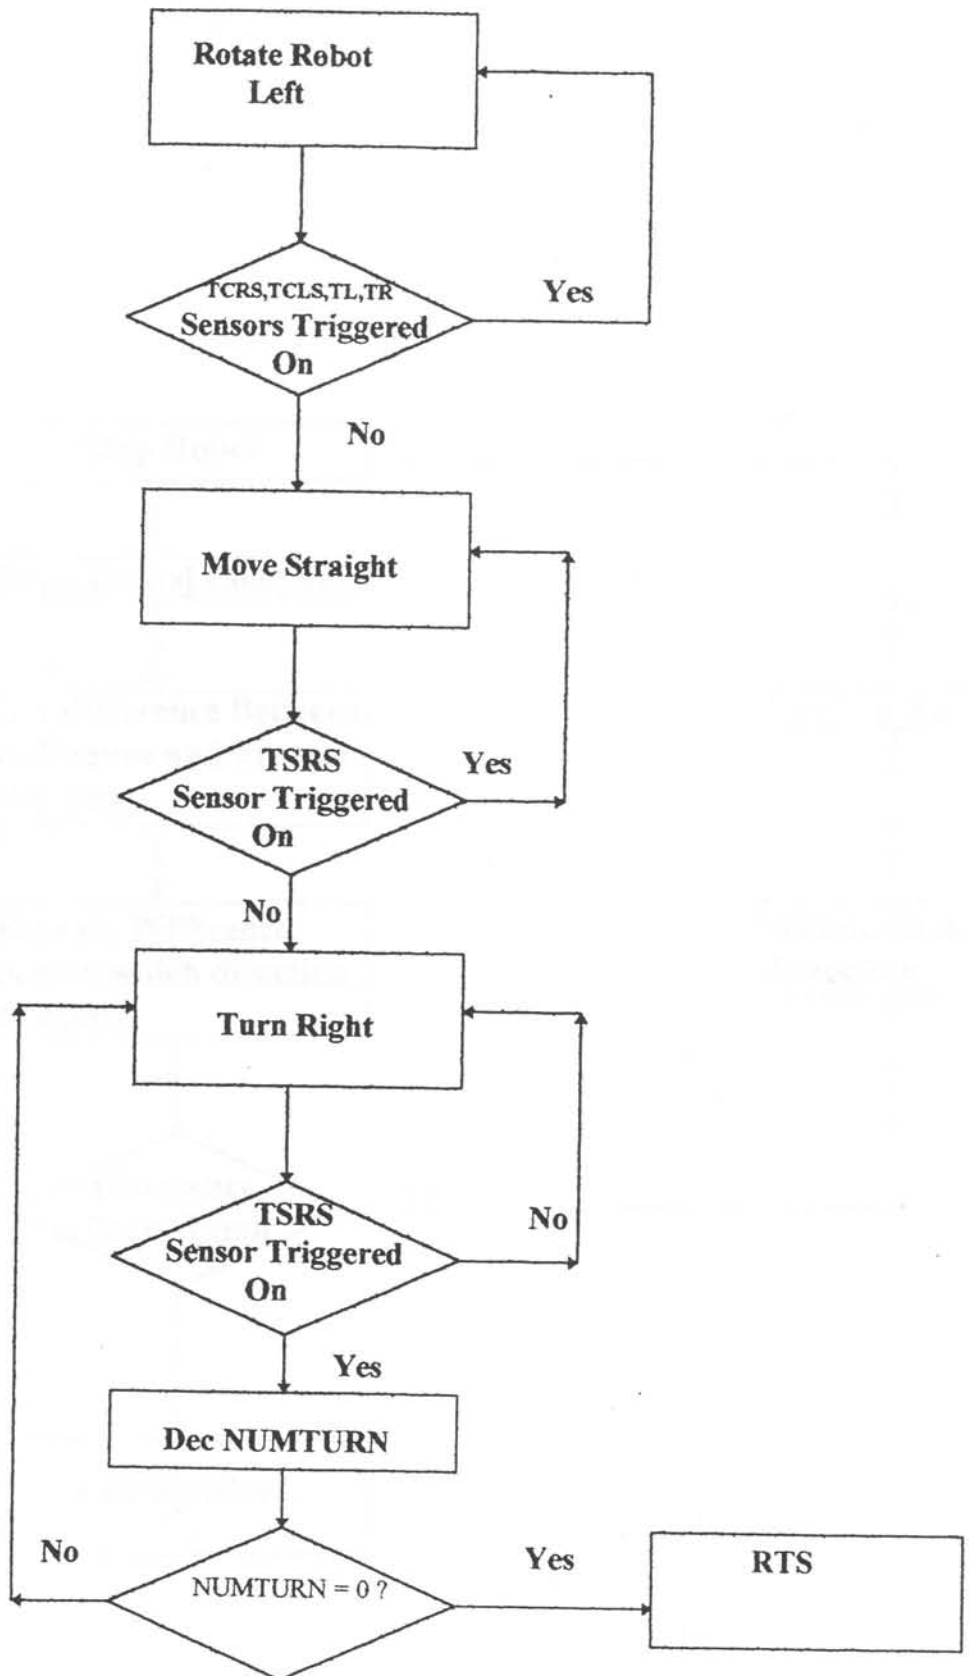 Rotate Robot
Left
TCRS,TCLS,TL,TR
Sensors Triggered
On
Yes
No
Move Straight
TSRS
Sensor Triggered
On
Yes
No
Turn Right
TSRS
Sensor Triggered
On
No
Yes
Dec NUMTURN
No
NUMTURN = 0 ?
Yes
RTS